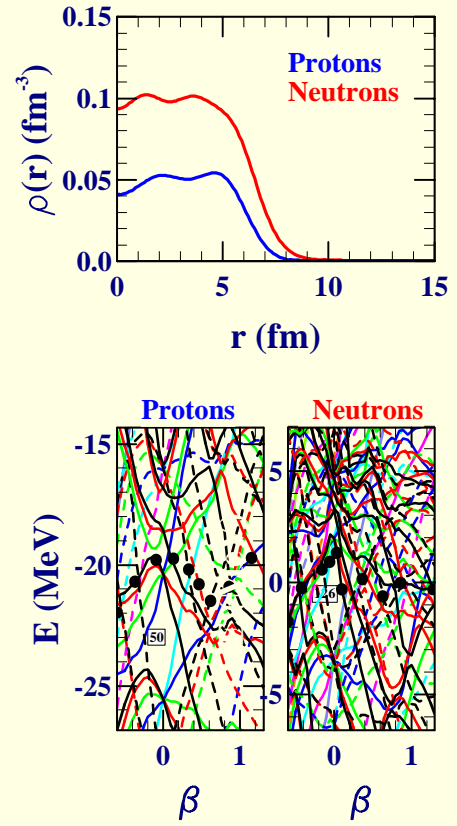 ρ(r) (fm⁻³)
0.15
0.1
0.05
0.0
Protons
Neutrons
0 5 10 15
r (fm)
Protons Neutrons
E (MeV)
-15
-20
-25
50
0 1
β
5
0
-5
126
0 1
β